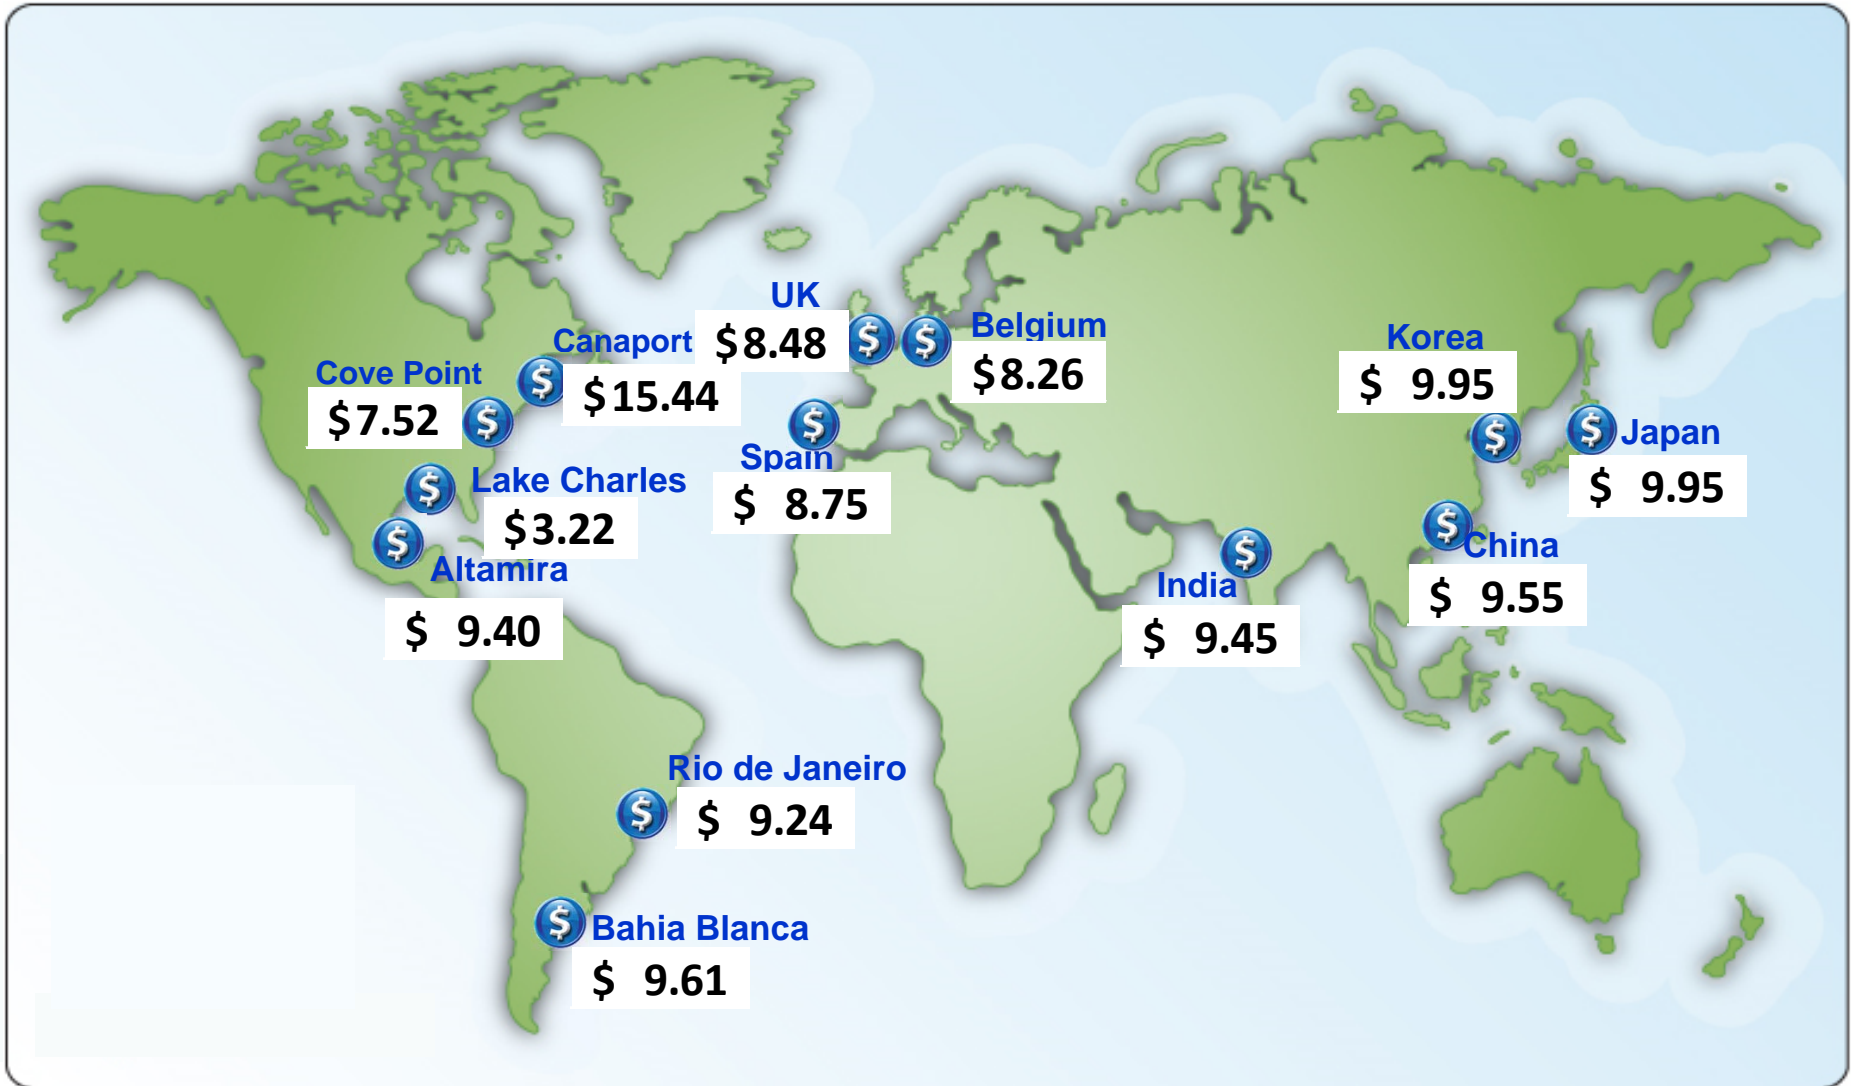 UK
$8.48
Belgium
$8.26
Canaport
$15.44
Cove Point
$7.52
Korea
$ 9.95
Japan
$ 9.95
Spain
$ 8.75
Lake Charles
$3.22
Altamira
$ 9.40
China
$ 9.55
India
$ 9.45
Rio de Janeiro
$ 9.24
Bahia Blanca
$ 9.61